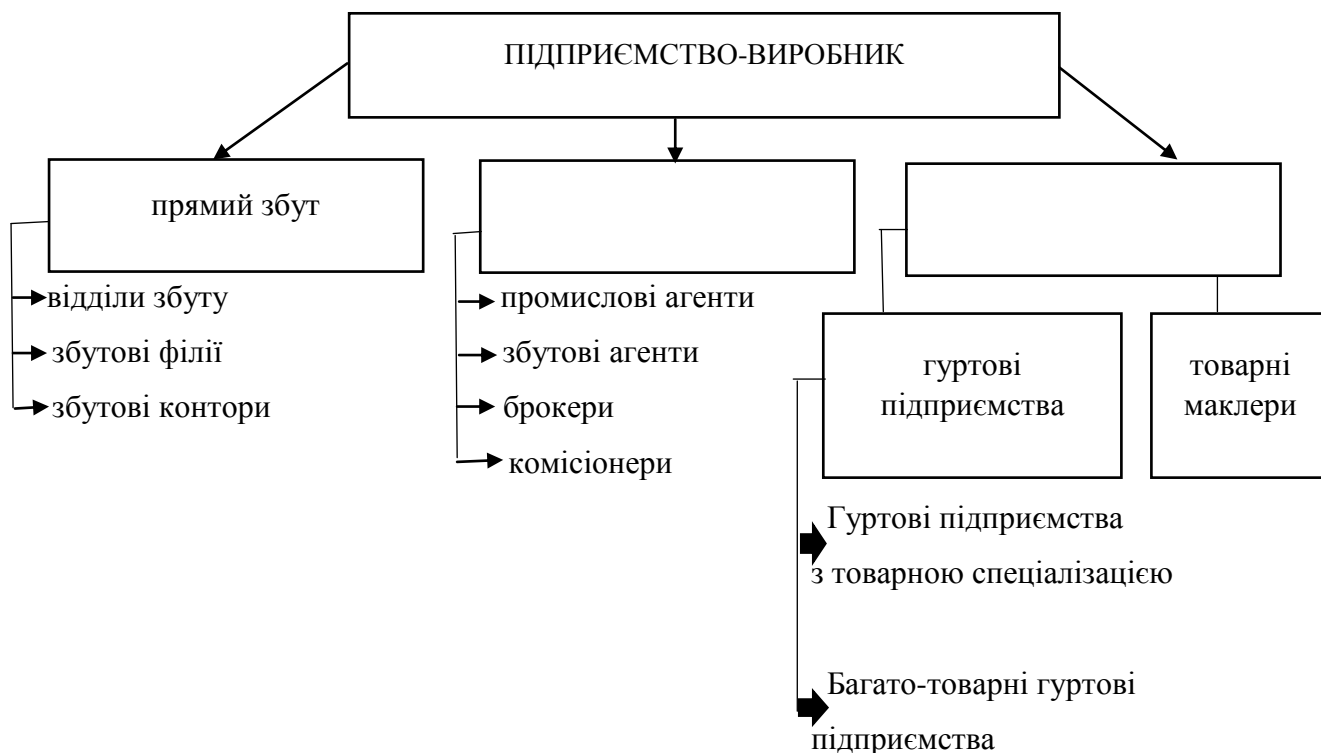 ПІДПРИЄМСТВО-ВИРОБНИК
прямий збут
відділи збуту
збутові філії
збутові контори
промислові агенти
збутові агенти
брокери
комісіонери
гуртові
підприємства
товарні
маклери
Гуртові підприємства
з товарною спеціалізацією
Багато-товарні гуртові
підприємства